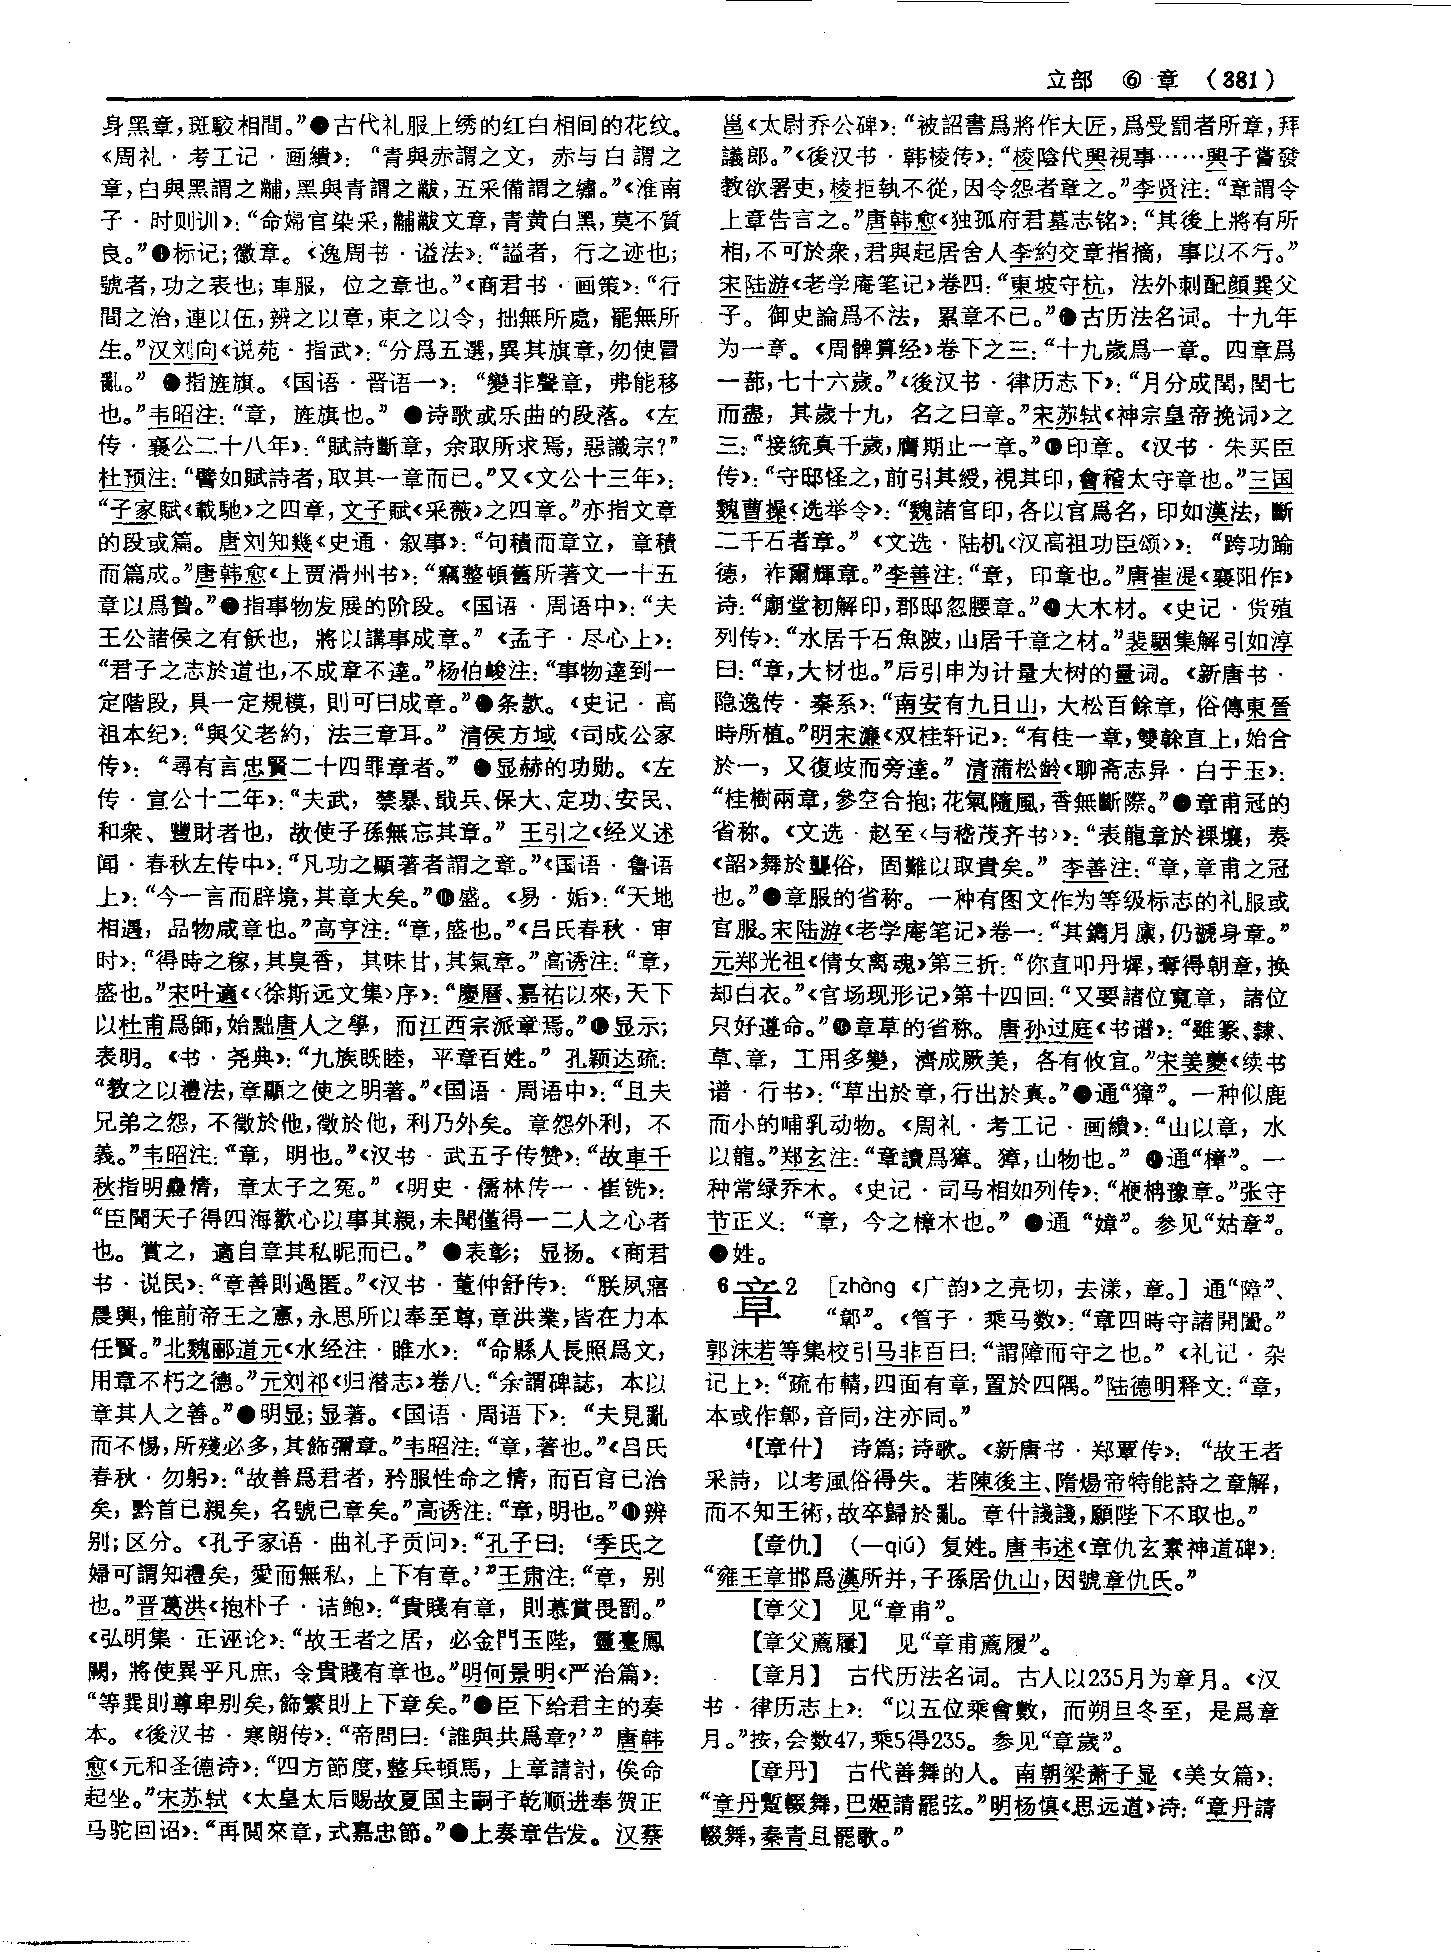 立部 ⑥ 章 (381)
身黑章,斑駁相間。”●古代礼服上绣的红白相间的花纹。
《周礼·考工记·画繢》:“青與赤謂之文,赤与白謂之
章,白與黑謂之黼,黑與青謂之黻,五采備謂之繡。”《淮南
子·时则训》:“命婦官染采,黼黻文章,青黄白黑,莫不質
良。”●标记;徽章。《逸周书·谥法》:“謚者,行之迹也;
號者,功之表也;車服,位之章也。”《商君书·画策》:“行
間之治,連以伍,辨之以章,束之以令,拙無所處,罷無所
生。”汉刘向《说苑·指武》:“分爲五選,異其旗章,勿使冒
亂。”●指旌旗。《国语·晋语一》:“變非聲章,弗能移
也。”韦昭注:“章,旌旗也。”●诗歌或乐曲的段落。《左
传·襄公二十八年》:“賦詩斷章,余取所求焉,惡識宗?”
杜预注:“譬如賦詩者,取其一章而已。”又《文公十三年》:
“子家賦《載馳》之四章,文子赋《采薇》之四章。”亦指文章
的段或篇。唐刘知幾《史通·叙事》:“句積而章立,章積
而篇成。”唐韩愈《上贾滑州书》:“竊整頓舊所著文一十五
章以爲贄。”●指事物发展的阶段。《国语·周语中》:“夫
王公諸侯之有飫也,將以講事成章。”《孟子·尽心上》:
“君子之志於道也,不成章不達。”杨伯峻注:“事物達到一
定階段,具一定規模,則可曰成章。”●条款。《史记·高
祖本纪》:“與父老約,法三章耳。”清侯方域《司成公家
传》:“尋有言忠賢二十四罪章者。”●显赫的功勋。《左
传·宣公十二年》:“夫武,禁暴、戢兵、保大、定功、安民、
和衆、豐財者也,故使子孫無忘其章。”王引之《经义述
闻·春秋左传中》:“凡功之顯著者謂之章。”《国语·鲁语
上》:“今一言而辟境,其章大矣。”●盛。《易·姤》:“天地
相遇,品物咸章也。”高亨注:“章,盛也。”《吕氏春秋·审
时》:“得時之稼,其臭香,其味甘,其氣章。”高诱注:“章,
盛也。”宋叶適《〈徐斯远文集〉序》:“慶曆、嘉祐以來,天下
以杜甫爲師,始黜唐人之學,而江西宗派章焉。”●显示;
表明。《书·尧典》:“九族既睦,平章百姓。”孔颖达疏:
“教之以禮法,章顯之使之明著。”《国语·周语中》:“且夫
兄弟之怨,不徵於他,徵於他,利乃外矣。章怨外利,不
義。”韦昭注:“章,明也。”《汉书·武五子传赞》:“故車千
秋指明蠱情,章太子之冤。”《明史·儒林传一·崔铣》:
“臣聞天子得四海歡心以事其親,未聞僅得一二人之心者
也。賞之,適自章其私昵而已。”●表彰;显扬。《商君
书·说民》:“章善則過匿。”《汉书·董仲舒传》:“朕夙寤
晨興,惟前帝王之憲,永思所以奉至尊,章洪業,皆在力本
任賢。”北魏郦道元《水经注·睢水》:“命縣人長照爲文,
用章不朽之德。”元刘祁《归潜志》卷八:“余謂碑誌,本以
章其人之善。”●明显;显著。《国语·周语下》:“夫見亂
而不惕,所殘必多,其飾彌章。”韦昭注:“章,著也。”《吕氏
春秋·勿躬》:“故善爲君者,矜服性命之情,而百官已治
矣,黔首已親矣,名號已章矣。”高诱注:“章,明也。”●辨
别;区分。《孔子家语·曲礼子贡问》:“孔子曰:‘季氏之
婦可謂知禮矣,愛而無私,上下有章。’”王肃注:“章,别
也。”晋葛洪《抱朴子·诘鲍》:“貴賤有章,則慕賞畏罰。”
《弘明集·正诬论》:“故王者之居,必金門玉陛,靈臺鳳
闕,將使異乎凡庶,令貴賤有章也。”明何景明《严治篇》:
“等異則尊卑别矣,飾繁則上下章矣。”●臣下给君主的奏
本。《後汉书·寒朗传》:“帝問曰:‘誰與共爲章?’”唐韩
愈《元和圣德诗》:“四方節度,整兵頓馬,上章請討,俟命
起坐。”宋苏轼《太皇太后赐故夏国主嗣子乾顺进奉贺正
马驼回诏》:“再閲來章,式嘉忠節。”●上奏章告发。汉蔡
邕《太尉乔公碑》:“被詔書爲將作大匠,爲受罰者所章,拜
議郎。”《後汉书·韩棱传》:“棱陰代興視事……興子嘗發
教欲署吏,棱拒執不從,因令怨者章之。”李贤注:“章謂令
上章告言之。”唐韩愈《独孤府君墓志铭》:“其後上將有所
相,不可於衆,君與起居舍人李約交章指摘,事以不行。”
宋陆游《老学庵笔记》卷四:“東坡守杭,法外刺配顔巽父
子。御史論爲不法,累章不已。”●古历法名词。十九年
为一章。《周髀算经》卷下之三:“十九歲爲一章。四章爲
一蔀,七十六歲。”《後汉书·律历志下》:“月分成閏,閏七
而盡,其歲十九,名之曰章。”宋苏轼《神宗皇帝挽词》之
三:“接統真千歲,膺期止一章。”●印章。《汉书·朱买臣
传》:“守邸怪之,前引其綬,視其印,會稽太守章也。”三国
魏曹操《选举令》:“魏諸官印,各以官爲名,印如漢法,斷
二千石者章。”《文选·陆机〈汉高祖功臣颂〉》:“跨功踰
德,祚爾輝章。”李善注:“章,印章也。”唐崔湜《襄阳作》
诗:“廟堂初解印,郡邸忽腰章。”●大木材。《史记·货殖
列传》:“水居千石魚陂,山居千章之材。”裴駰集解引如淳
曰:“章,大材也。”后引申为计量大树的量词。《新唐书·
隐逸传·秦系》:“南安有九日山,大松百餘章,俗傳東晉
時所植。”明宋濂《双桂轩记》:“有桂一章,雙榦直上,始合
於一,又復歧而旁達。”清蒲松龄《聊斋志异·白于玉》:
“桂樹兩章,參空合抱;花氣隨風,香無斷際。”●章甫冠的
省称。《文选·赵至〈与嵇茂齐书〉》:“表龍章於裸壤,奏
《韶》舞於聾俗,固難以取貴矣。”李善注:“章,章甫之冠
也。”●章服的省称。一种有图文作为等级标志的礼服或
官服。宋陆游《老学庵笔记》卷一:“其鐫月廩,仍褫身章。”
元郑光祖《倩女离魂》第三折:“你直叩丹墀,奪得朝章,换
却白衣。”《官场现形记》第十四回:“又要諸位寬章,諸位
只好遵命。”●章草的省称。唐孙过庭《书谱》:“雖篆、隸、
草、章,工用多變,濟成厥美,各有攸宜。”宋姜夔《续书
谱·行书》:“草出於章,行出於真。”●通“獐”。一种似鹿
而小的哺乳动物。《周礼·考工记·画繢》:“山以章,水
以龍。”郑玄注:“章讀爲獐。獐,山物也。”●通“樟”。一
种常绿乔木。《史记·司马相如列传》:“楩枏豫章。”张守
节正义:“章,今之樟木也。”●通“嫜”。参见“姑章”。
●姓。
6章2 [zhàng《广韵》之亮切,去漾,章。]通“障”、
“鄣”。《管子·乘马数》:“章四時守諸開闔。”
郭沫若等集校引马非百曰:“謂障而守之也。”《礼记·杂
记上》:“疏布輤,四面有章,置於四隅。”陆德明释文:“章,
本或作鄣,音同,注亦同。”
4【章什】 诗篇;诗歌。《新唐书·郑覃传》:“故王者
采詩,以考風俗得失。若陳後主、隋煬帝特能詩之章解,
而不知王術,故卒歸於亂。章什諓諓,願陛下不取也。”
【章仇】 (—qiú)复姓。唐韦述《章仇玄素神道碑》:
“雍王章邯爲漢所并,子孫居仇山,因號章仇氏。”
【章父】 见“章甫”。
【章父薦屨】 见“章甫薦履”。
【章月】 古代历法名词。古人以235月为章月。《汉
书·律历志上》:“以五位乘會數,而朔旦冬至,是爲章
月。”按,会数47,乘5得235。参见“章歲”。
【章丹】 古代善舞的人。南朝梁萧子显《美女篇》:
“章丹蹔輟舞,巴姬請罷弦。”明杨慎《思远道》诗:“章丹請
輟舞,秦青且罷歌。”